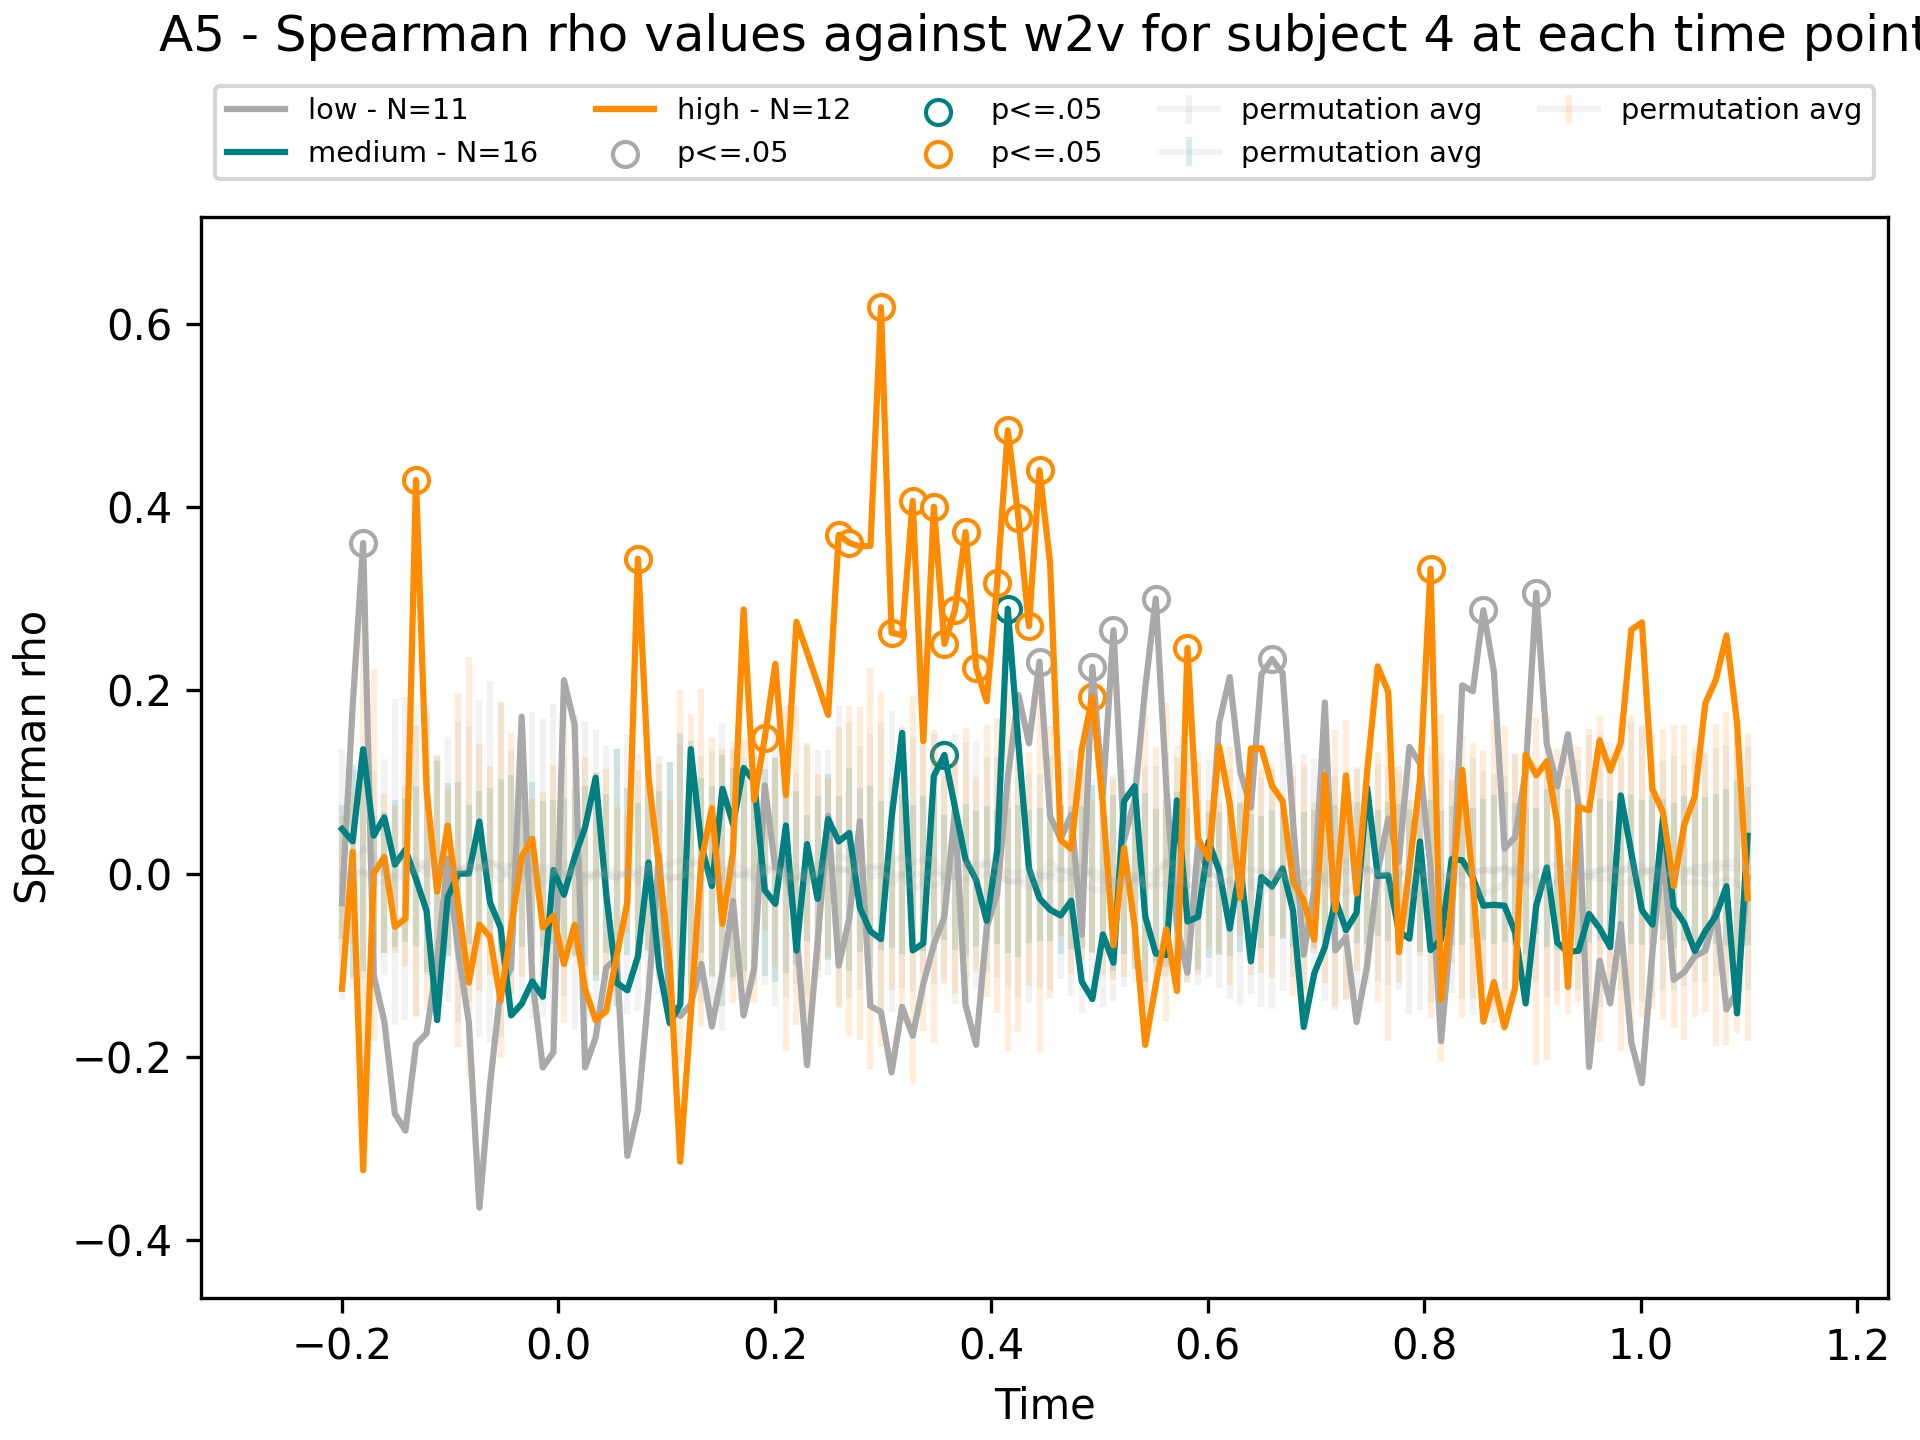 A5 - Spearman rho values against w2v for subject 4 at each time point
low - N=11
medium - N=16
high - N=12
p<=.05
p<=.05
p<=.05
permutation avg
permutation avg
permutation avg
Spearman rho
0.6
0.4
0.2
0.0
−0.2
−0.4
−0.2
0.0
0.2
0.4
0.6
0.8
1.0
1.2
Time